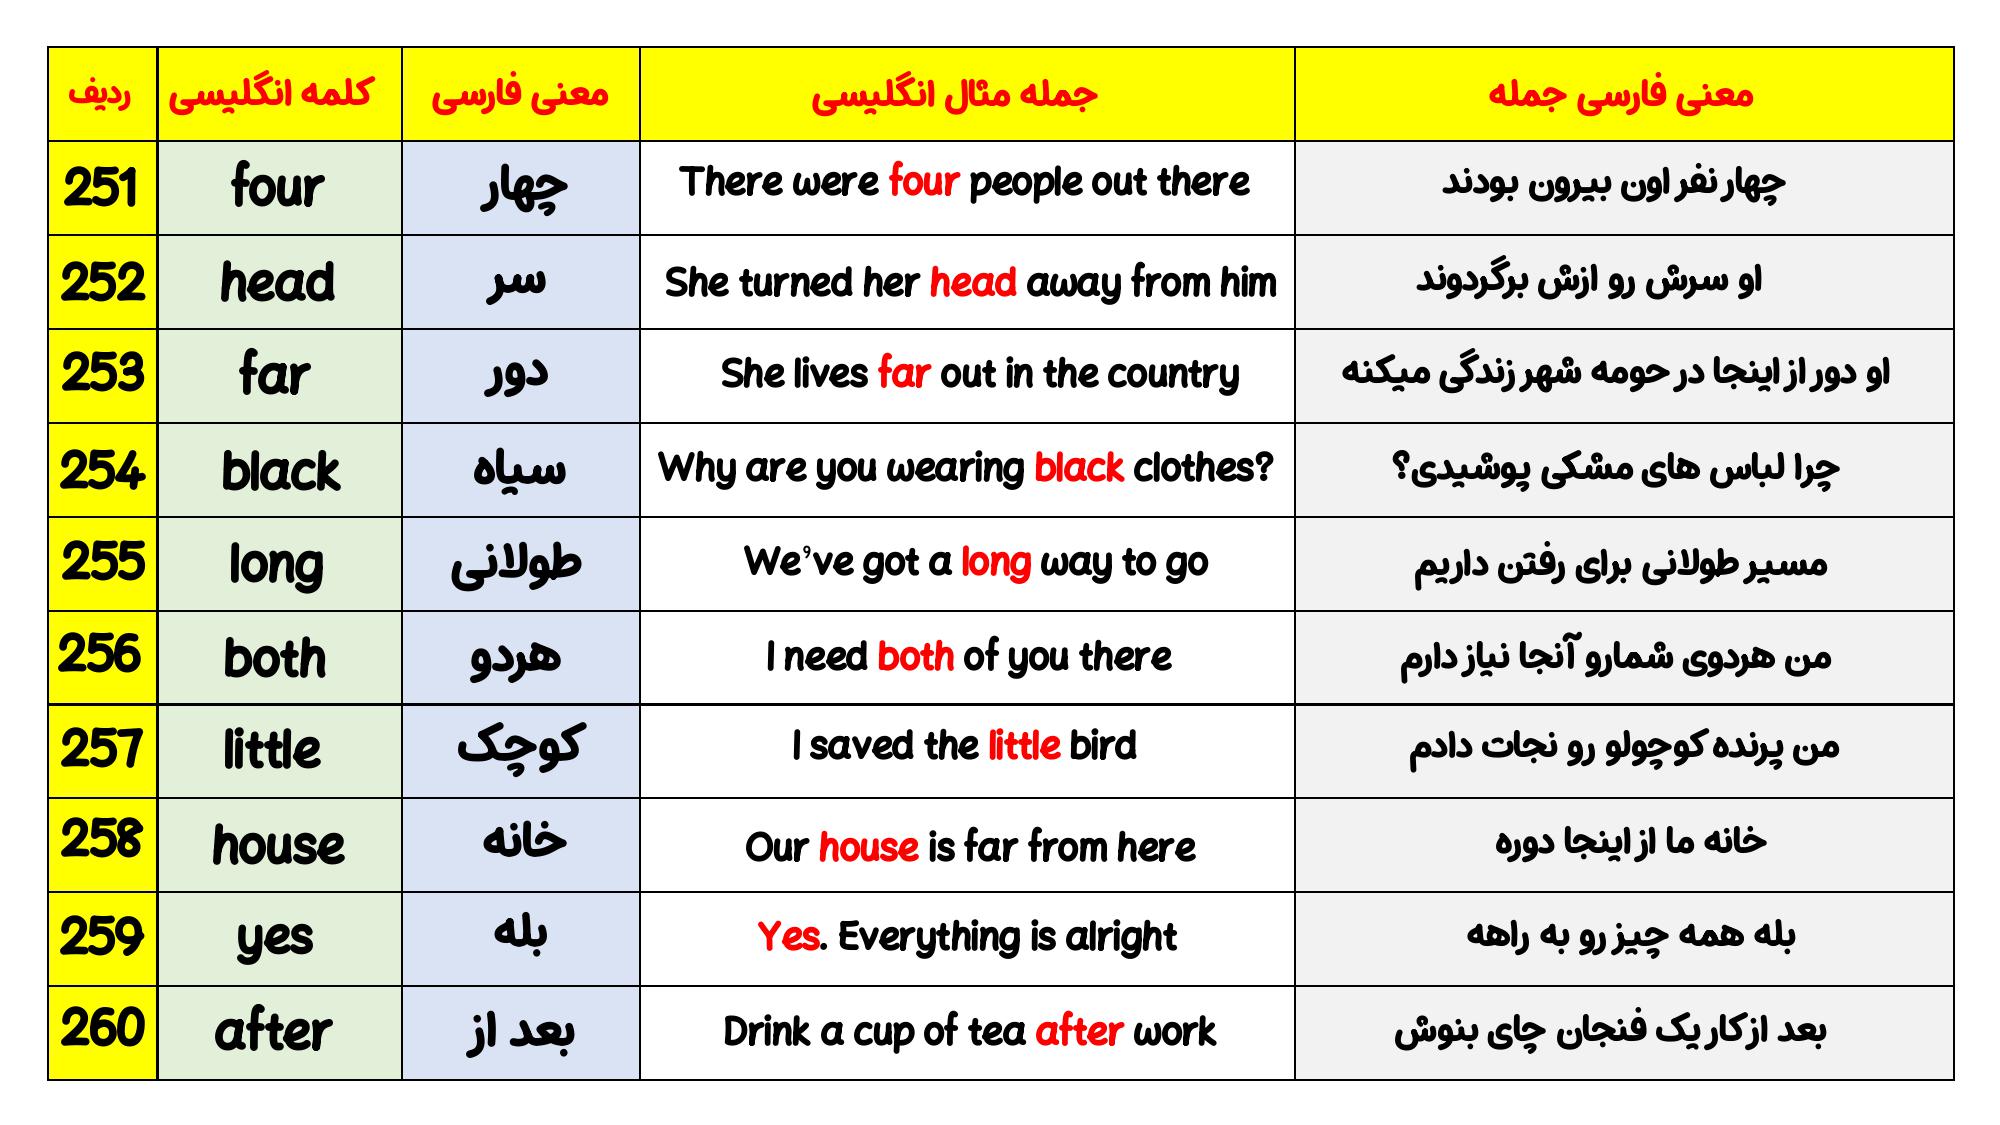 ردیف	کلمه انگلیسی	معنی فارسی	جمله مثال انگلیسی	معنی فارسی جمله
251	four	چهار	There were four people out there	چهار نفر اون بیرون بودند
252	head	سر	She turned her head away from him	او سرش رو ازش برگردوند
253	far	دور	She lives far out in the country	او دور از اینجا در حومه شهر زندگی میکنه
254	black	سیاه	Why are you wearing black clothes?	چرا لباس های مشکی پوشیدی؟
255	long	طولانی	We’ve got a long way to go	مسیر طولانی برای رفتن داریم
256	both	هردو	I need both of you there	من هردوی شمارو آنجا نیاز دارم
257	little	کوچک	I saved the little bird	من پرنده کوچولو رو نجات دادم
258	house	خانه	Our house is far from here	خانه ما از اینجا دوره
259	yes	بله	Yes. Everything is alright	بله همه چیز رو به راهه
260	after	بعد از	Drink a cup of tea after work	بعد از کار یک فنجان چای بنوش